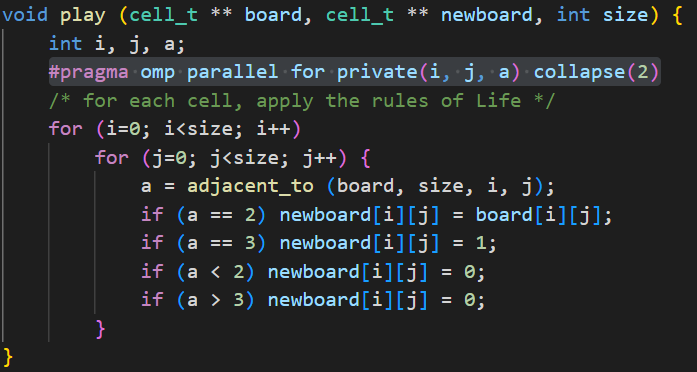 void play (cell_t ** board, cell_t ** newboard, int size) {
    int i, j, a;
    #pragma omp parallel for private(i, j, a) collapse(2)
    /* for each cell, apply the rules of Life */
    for (i=0; i<size; i++)
        for (j=0; j<size; j++) {
            a = adjacent_to (board, size, i, j);
            if (a == 2) newboard[i][j] = board[i][j];
            if (a == 3) newboard[i][j] = 1;
            if (a < 2) newboard[i][j] = 0;
            if (a > 3) newboard[i][j] = 0;
        }
}